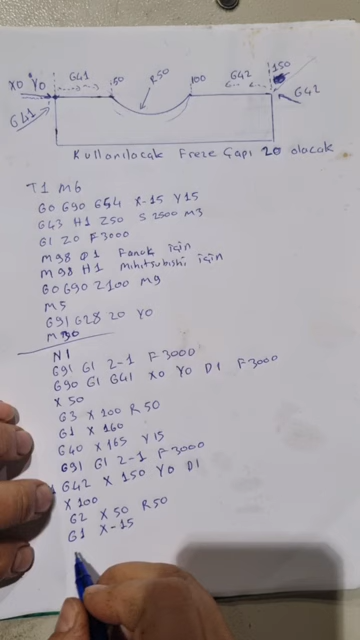 G41 50 R50 100 G42 150
X0 Y0
G41
G42
Kullanılacak Freze Çapı 20 olacak
T1 M6
G0 G90 G54 X-15 Y15
G43 H1 Z50 S2500 M3
G1 Z0 F3000
M98 P1 Fanuk için
M98 H1 Mihitsubishi için
G0 G90 Z100 M9
M5
G91 G28 Z0 Y0
M30
N1
G91 G1 Z-1 F3000
G90 G1 G41 X0 Y0 D1 F3000
X50
G3 X100 R50
G1 X160
G40 X165 Y15
G91 G1 Z-1 F3000
G42 X150 Y0 D1
X100
G2 X50 R50
G1 X-15